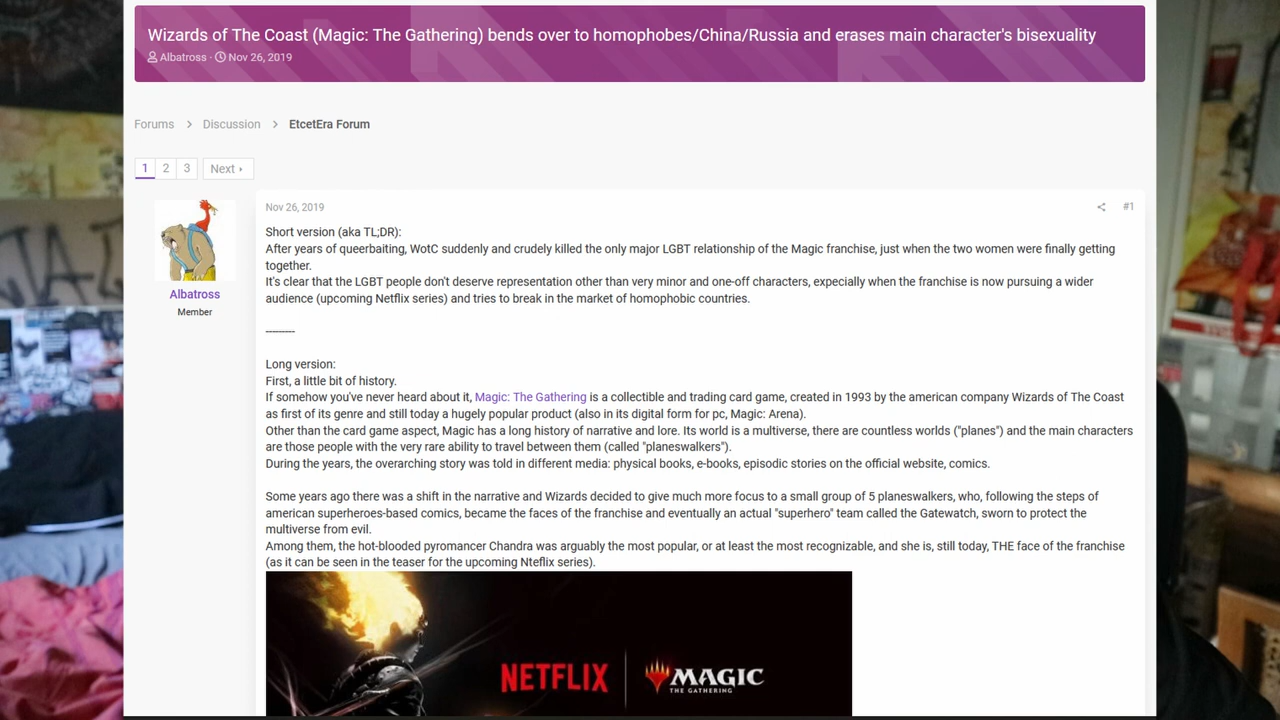 Wizards of The Coast (Magic: The Gathering) bends over to homophobes/China/Russia and erases main character's bisexuality
Albatross · Nov 26, 2019
Forums > Discussion > EtcetEra Forum
1 2 3 Next
Nov 26, 2019 #1
Albatross
Member
Short version (aka TL;DR):
After years of queerbaiting, WotC suddenly and crudely killed the only major LGBT relationship of the Magic franchise, just when the two women were finally getting
together.
It's clear that the LGBT people don't deserve representation other than very minor and one-off characters, expecially when the franchise is now pursuing a wider
audience (upcoming Netflix series) and tries to break in the market of homophobic countries.
--------
Long version:
First, a little bit of history.
If somehow you've never heard about it, Magic: The Gathering is a collectible and trading card game, created in 1993 by the american company Wizards of The Coast
as first of its genre and still today a hugely popular product (also in its digital form for pc, Magic: Arena).
Other than the card game aspect, Magic has a long history of narrative and lore. Its world is a multiverse, there are countless worlds ("planes") and the main characters
are those people with the very rare ability to travel between them (called "planeswalkers").
During the years, the overarching story was told in different media: physical books, e-books, episodic stories on the official website, comics.
Some years ago there was a shift in the narrative and Wizards decided to give much more focus to a small group of 5 planeswalkers, who, following the steps of
american superheroes-based comics, became the faces of the franchise and eventually an actual "superhero" team called the Gatewatch, sworn to protect the
multiverse from evil.
Among them, the hot-blooded pyromancer Chandra was arguably the most popular, or at least the most recognizable, and she is, still today, THE face of the franchise
(as it can be seen in the teaser for the upcoming Nteflix series).
NETFLIX
MAGIC
THE GATHERING